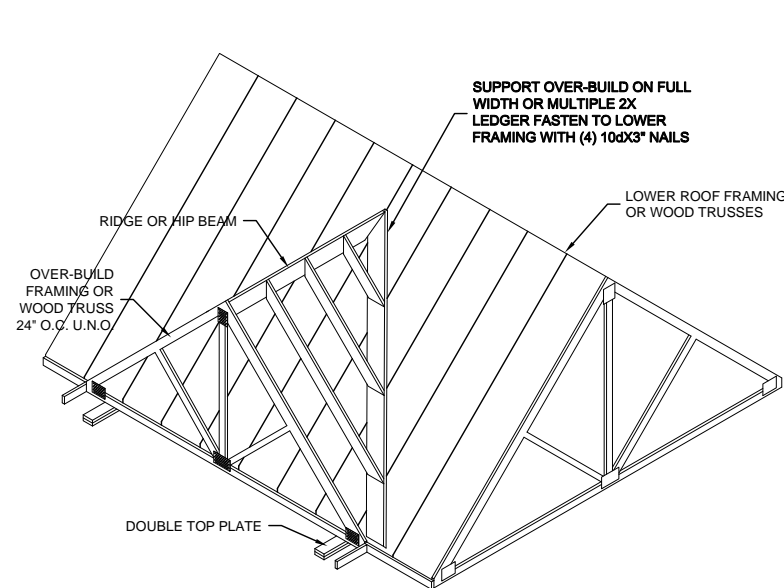 SUPPORT OVER-BUILD ON FULL
WIDTH OR MULTIPLE 2X
LEDGER FASTEN TO LOWER
FRAMING WITH (4) 10dX3" NAILS
LOWER ROOF FRAMING
OR WOOD TRUSSES
RIDGE OR HIP BEAM
OVER-BUILD
FRAMING OR
WOOD TRUSS
24" O.C. U.N.O.
DOUBLE TOP PLATE